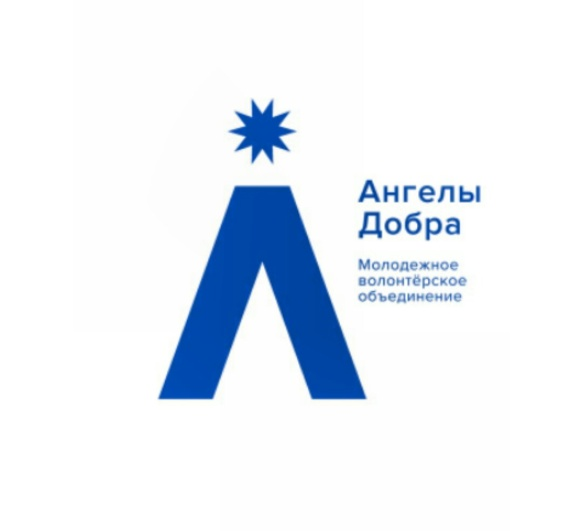 Ангелы
Добра
Молодежное
волонтёрское
объединение